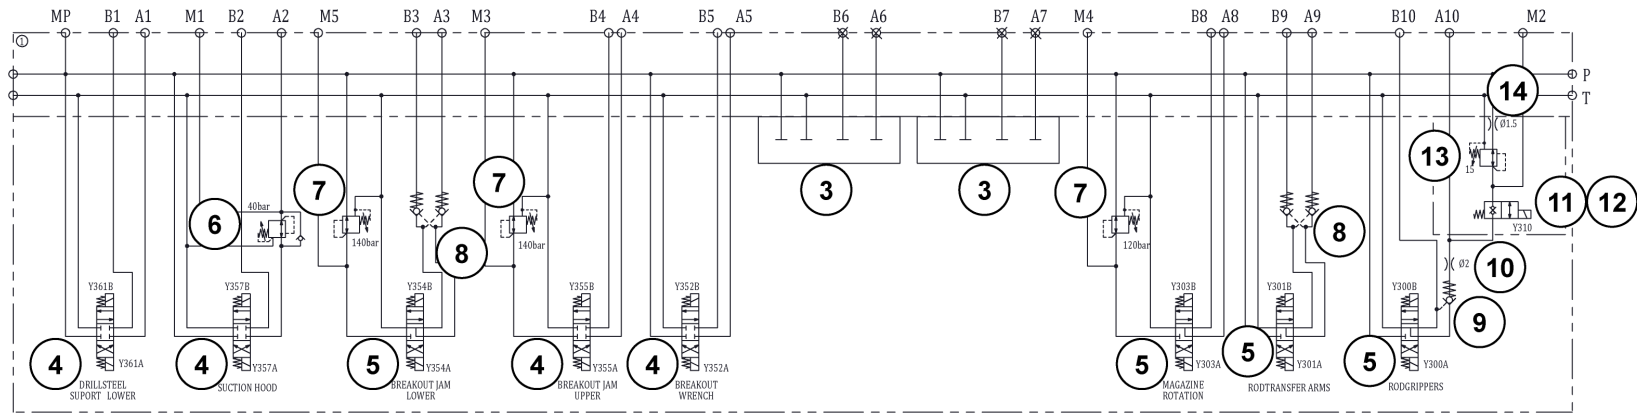 MP B1 A1 M1 B2 A2 M5 B3 A3 M3 B4 A4 B5 A5 B6 A6 B7 A7 M4 B8 A8 B9 A9 B10 A10 M2
1
P
14
T
Ø1.5
13
15
7 7 3 3 7
40bar
11 12
6
Y310
140bar 140bar 120bar
8 8
Ø2 10
Y361B Y357B Y354B Y355B Y352B Y303B Y301B Y300B
9
4 4 5 4 4 5 5 5
Y361A Y357A Y354A Y355A Y352A Y303A Y301A Y300A
DRILLSTEEL
SUPORT LOWER
SUCTION HOOD
BREAKOUT JAM
LOWER
BREAKOUT JAM
UPPER
BREAKOUT
WRENCH
MAGAZINE
ROTATION
RODTRANSFER ARMS
RODGRIPPERS